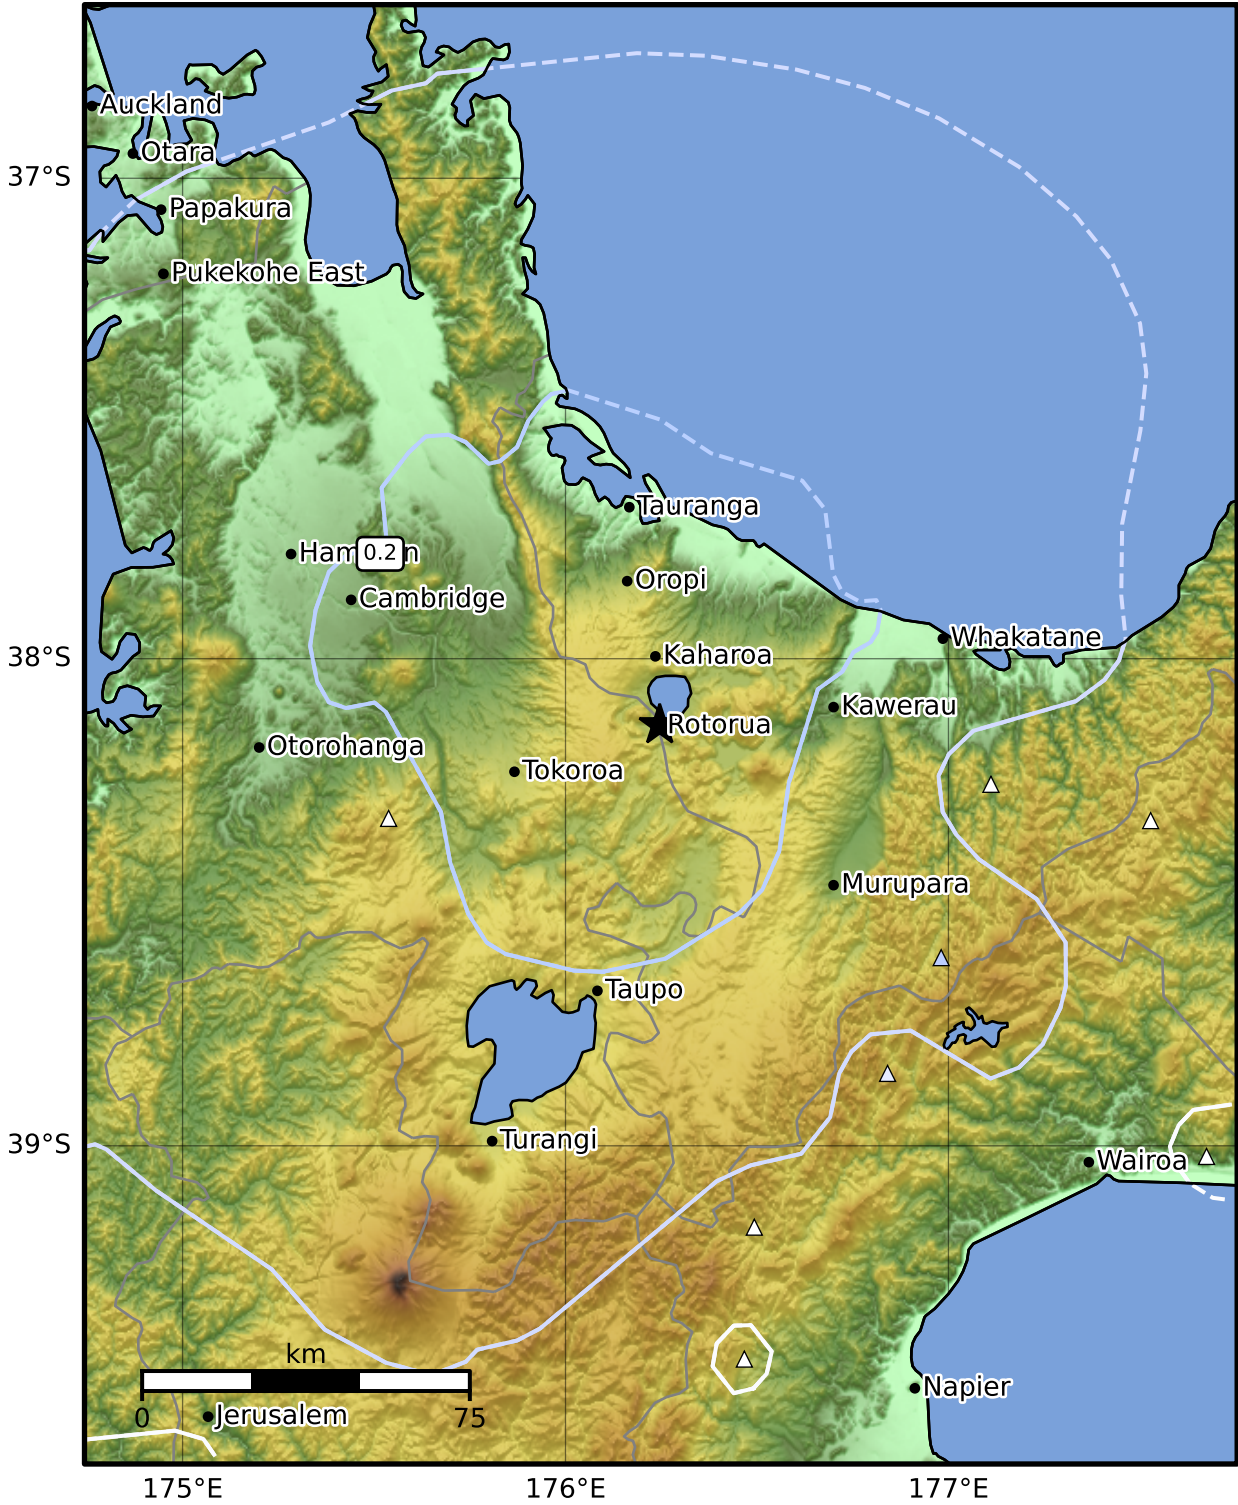 Auckland
Otara
37°S
Papakura
Pukekohe East
Tauranga
Ham n
0.2
Oropi
Cambridge
Whakatane
38°S
Kaharoa
Kawerau
Rotorua
Otorohanga
Tokoroa
Murupara
Taupo
Turangi
39°S
Wairoa
km
0
75
Napier
Jerusalem
175°E
176°E
177°E